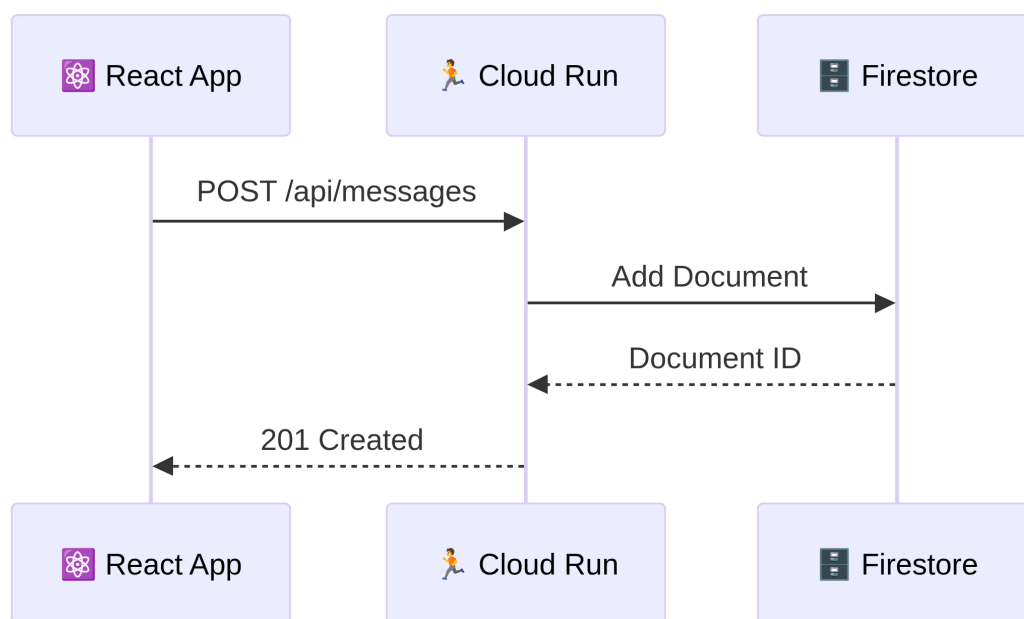 ⚛️ React App
🏃 Cloud Run
🗄️ Firestore
POST /api/messages
Add Document
Document ID
201 Created
⚛️ React App
🏃 Cloud Run
🗄️ Firestore